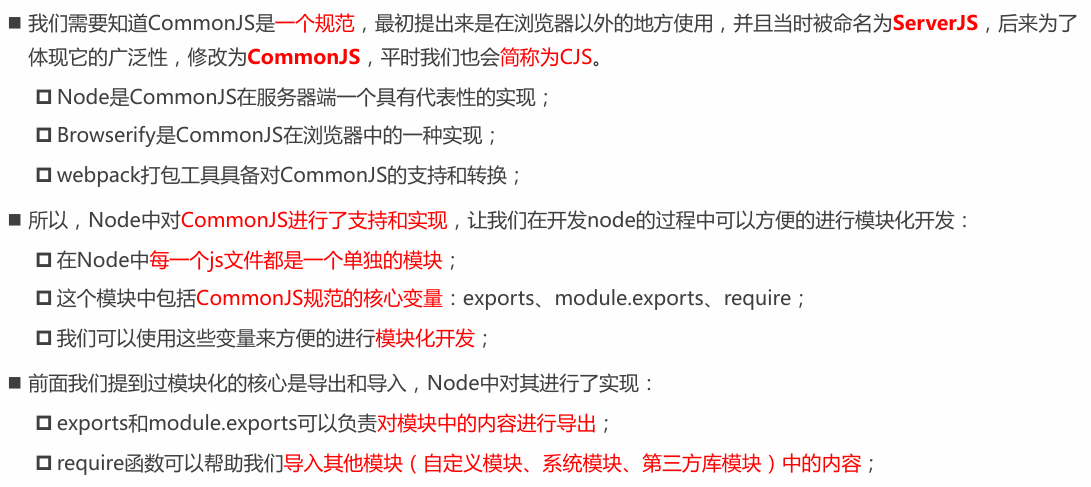 ■ 我们需要知道CommonJS是一个规范，最初提出来是在浏览器以外的地方使用，并且当时被命名为ServerJS，后来为了
体现它的广泛性，修改为CommonJS，平时我们也会简称为CJS。
❑ Node是CommonJS在服务器端一个具有代表性的实现；
❑ Browserify是CommonJS在浏览器中的一种实现；
❑ webpack打包工具具备对CommonJS的支持和转换；
■ 所以，Node中对CommonJS进行了支持和实现，让我们在开发node的过程中可以方便的进行模块化开发：
❑ 在Node中每一个js文件都是一个单独的模块；
❑ 这个模块中包括CommonJS规范的核心变量：exports、module.exports、require；
❑ 我们可以使用这些变量来方便的进行模块化开发；
■ 前面我们提到过模块化的核心是导出和导入，Node中对其进行了实现：
❑ exports和module.exports可以负责对模块中的内容进行导出；
❑ require函数可以帮助我们导入其他模块（自定义模块、系统模块、第三方库模块）中的内容；